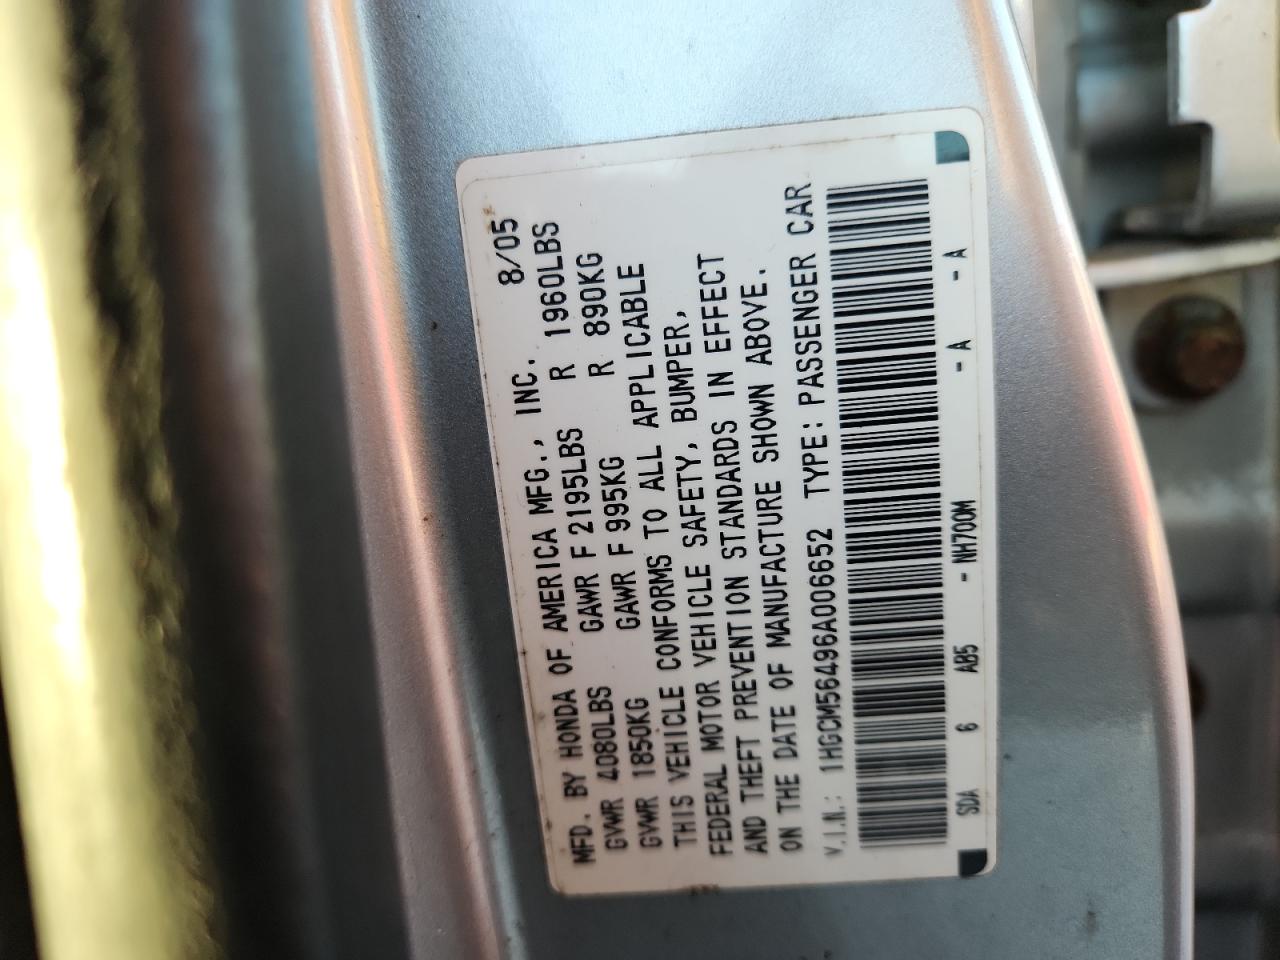 MFD. BY HONDA OF AMERICA MFG., INC. 8/05
GVWR 4080LBS GAWR F 2195LBS R 1960LBS
GVWR 1850KG GAWR F 995KG R 890KG
THIS VEHICLE CONFORMS TO ALL APPLICABLE
FEDERAL MOTOR VEHICLE SAFETY, BUMPER,
AND THEFT PREVENTION STANDARDS IN EFFECT
ON THE DATE OF MANUFACTURE SHOWN ABOVE.
V.I.N.: 1HGCM56496A006652 TYPE: PASSENGER CAR
SDA 6 AB5 - NH700M - A - A